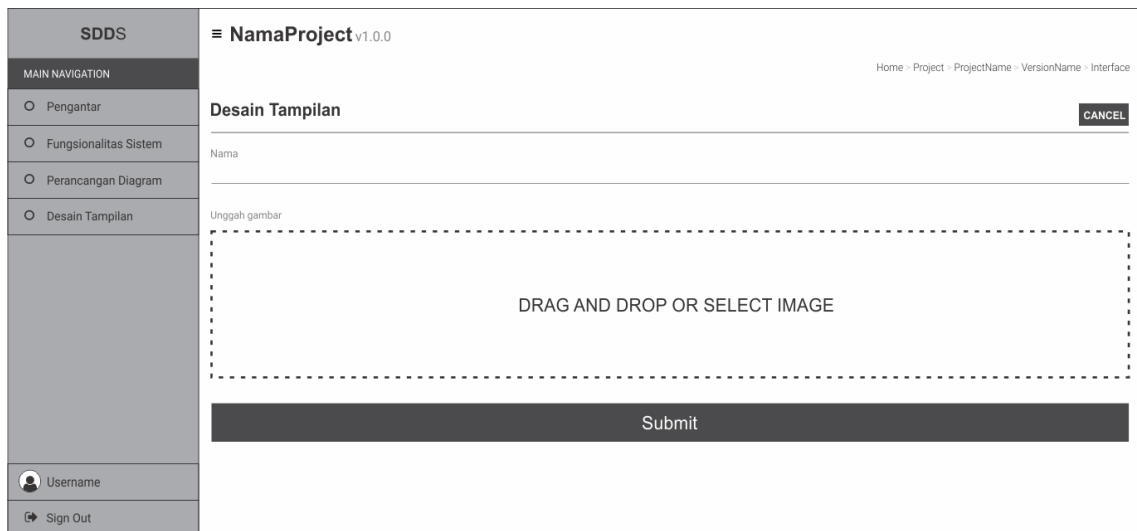 SDDS
MAIN NAVIGATION
Pengantar
Fungsionalitas Sistem
Perancangan Diagram
Desain Tampilan
Username
Sign Out
≡ NamaProject v1.0.0
Home > Project > ProjectName > VersionName > Interface
Desain Tampilan
CANCEL
Nama
Unggah gambar
DRAG AND DROP OR SELECT IMAGE
Submit